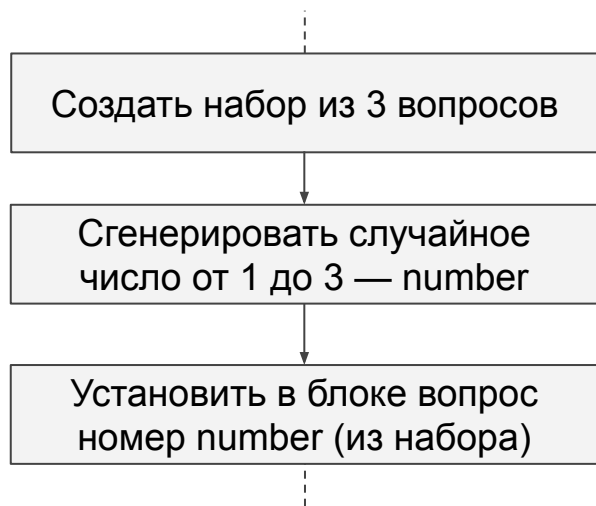 Создать набор из 3 вопросов
Сгенерировать случайное
число от 1 до 3 — number
Установить в блоке вопрос
номер number (из набора)